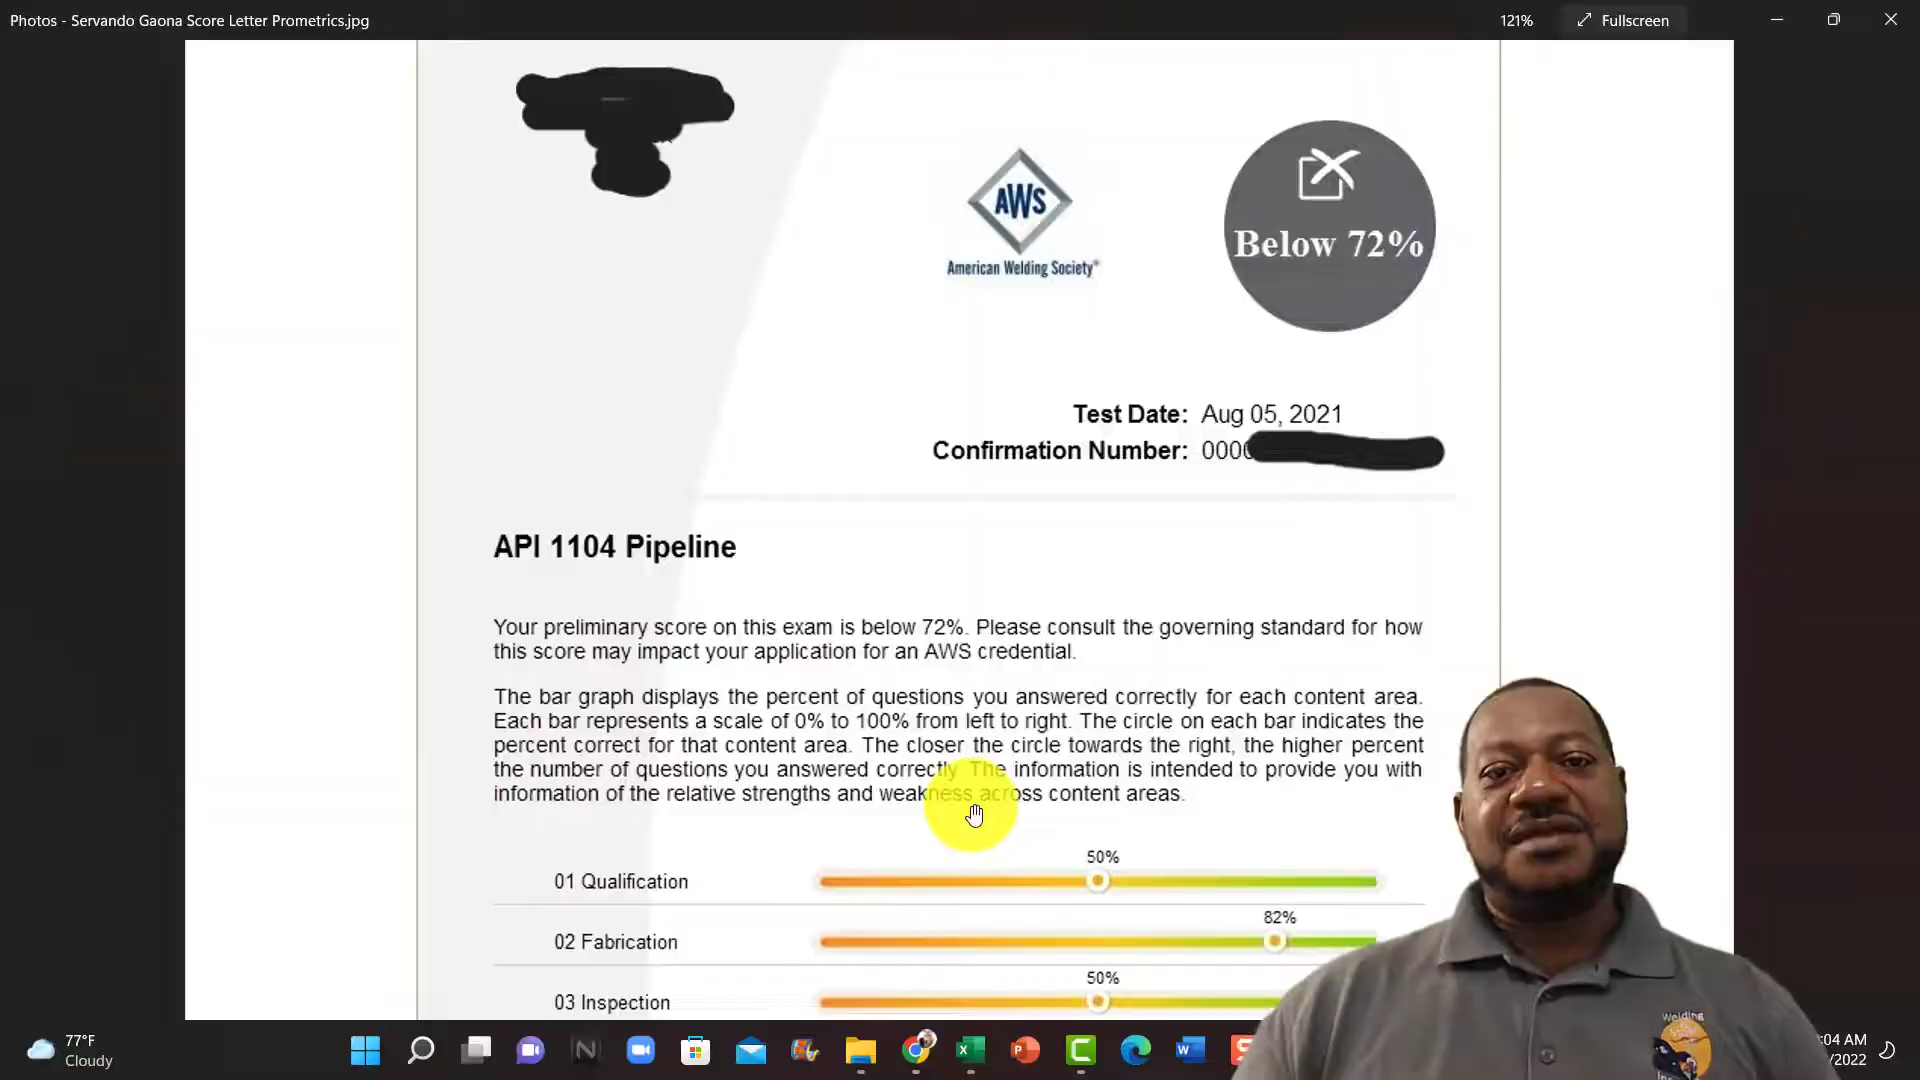 Photos - Servando Gaona Score Letter Prometrics.jpg
121%
Fullscreen
AWS
American Welding Society®
Below 72%
Test Date: Aug 05, 2021
Confirmation Number: 000
API 1104 Pipeline
Your preliminary score on this exam is below 72%. Please consult the governing standard for how
this score may impact your application for an AWS credential.
The bar graph displays the percent of questions you answered correctly for each content area.
Each bar represents a scale of 0% to 100% from left to right. The circle on each bar indicates the
percent correct for that content area. The closer the circle towards the right, the higher percent
the number of questions you answered correctly. The information is intended to provide you with
information of the relative strengths and weakness across content areas.
50%
01 Qualification
82%
02 Fabrication
50%
03 Inspection
Welding
77°F
Cloudy
:04 AM
/2022